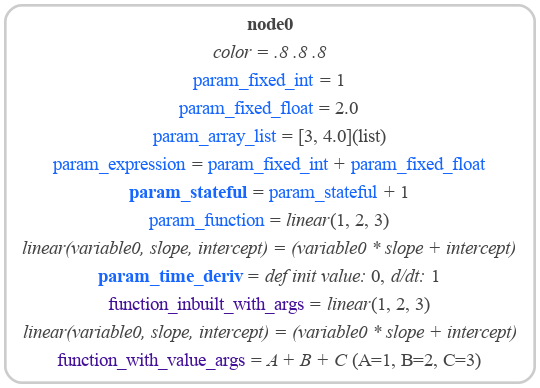 node0
color = .8 .8 .8
param_fixed_int = 1
param_fixed_float = 2.0
param_array_list = [3, 4.0](list)
param_expression = param_fixed_int + param_fixed_float
param_stateful = param_stateful + 1
param_function = linear(1, 2, 3)
linear(variable0, slope, intercept) = (variable0 * slope + intercept)
param_time_deriv = def init value: 0, d/dt: 1
function_inbuilt_with_args = linear(1, 2, 3)
linear(variable0, slope, intercept) = (variable0 * slope + intercept)
function_with_value_args = A + B + C (A=1, B=2, C=3)